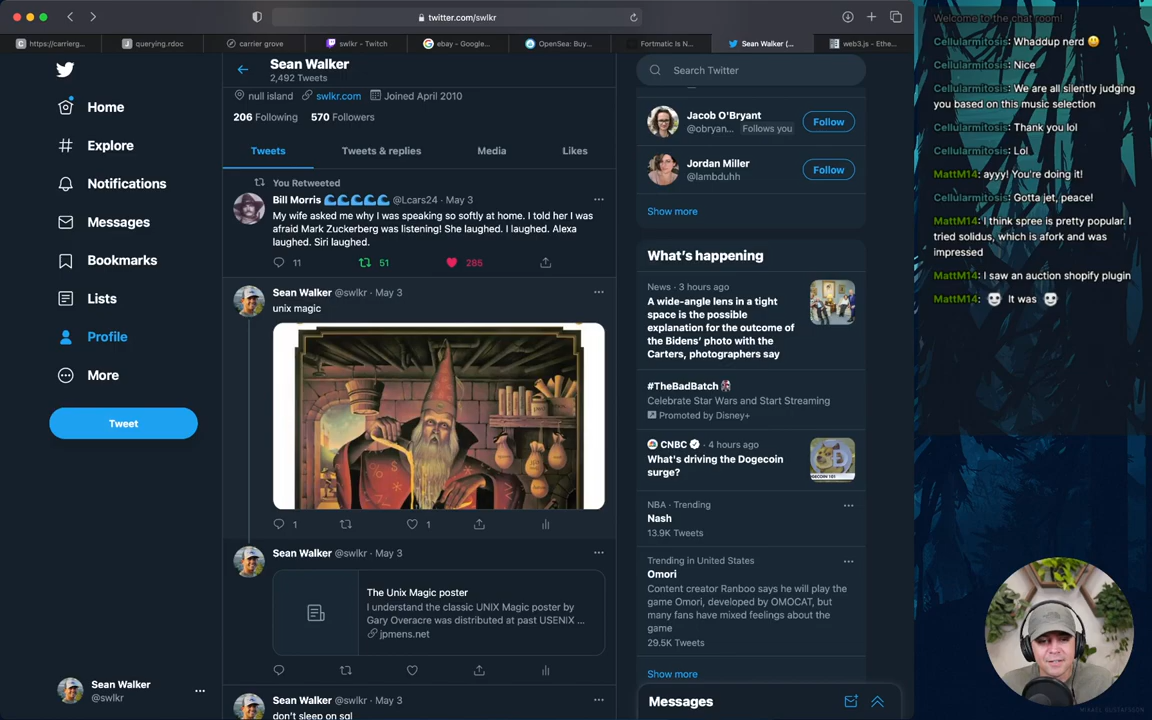 twitter.com/swlkr
https://carrierg...
querying.rdoc
carrier grove
swlkr - Twitch
ebay - Google...
OpenSea: Buy...
Fortmatic Is N...
Sean Walker (...
web3.js - Ethe...
Home
Explore
Notifications
Messages
Bookmarks
Lists
Profile
More
Tweet
Sean Walker
@swlkr
Sean Walker
2,492 Tweets
null island
swlkr.com
Joined April 2010
206 Following
570 Followers
Tweets
Tweets & replies
Media
Likes
You Retweeted
Bill Morris 🌊🌊🌊🌊🌊 @Lcars24 · May 3
My wife asked me why I was speaking so softly at home. I told her I was
afraid Mark Zuckerberg was listening! She laughed. I laughed. Alexa
laughed. Siri laughed.
11
51
285
Sean Walker @swlkr · May 3
unix magic
1
1
Sean Walker @swlkr · May 3
The Unix Magic poster
I understand the classic UNIX Magic poster by
Gary Overacre was distributed at past USENIX ...
jpmens.net
Sean Walker @swlkr · May 3
don't sleep on sql
Search Twitter
Jacob O'Bryant
@obryan... Follows you
Follow
Jordan Miller
@lambduhh
Follow
Show more
What's happening
News · 3 hours ago
A wide-angle lens in a tight
space is the possible
explanation for the outcome of
the Bidens' photo with the
Carters, photographers say
#TheBadBatch
Celebrate Star Wars and Start Streaming
Promoted by Disney+
CNBC · 4 hours ago
What's driving the Dogecoin
surge?
NBA · Trending
Nash
13.9K Tweets
Trending in United States
Omori
Content creator Ranboo says he will play the
game Omori, developed by OMOCAT, but
many fans have mixed feelings about the
game
29.5K Tweets
Show more
Messages
Welcome to the chat room!
Cellularmitosis: Whaddup nerd 😀
Cellularmitosis: Nice
Cellularmitosis: We are all silently judging
you based on this music selection
Cellularmitosis: Thank you lol
Cellularmitosis: Lol
MattM14: ayyy! You're doing it!
Cellularmitosis: Gotta jet, peace!
MattM14: I think spree is pretty popular. I
tried solidus, which is afork and was
impressed
MattM14: I saw an auction shopify plugin
MattM14: 💀 It was 💀